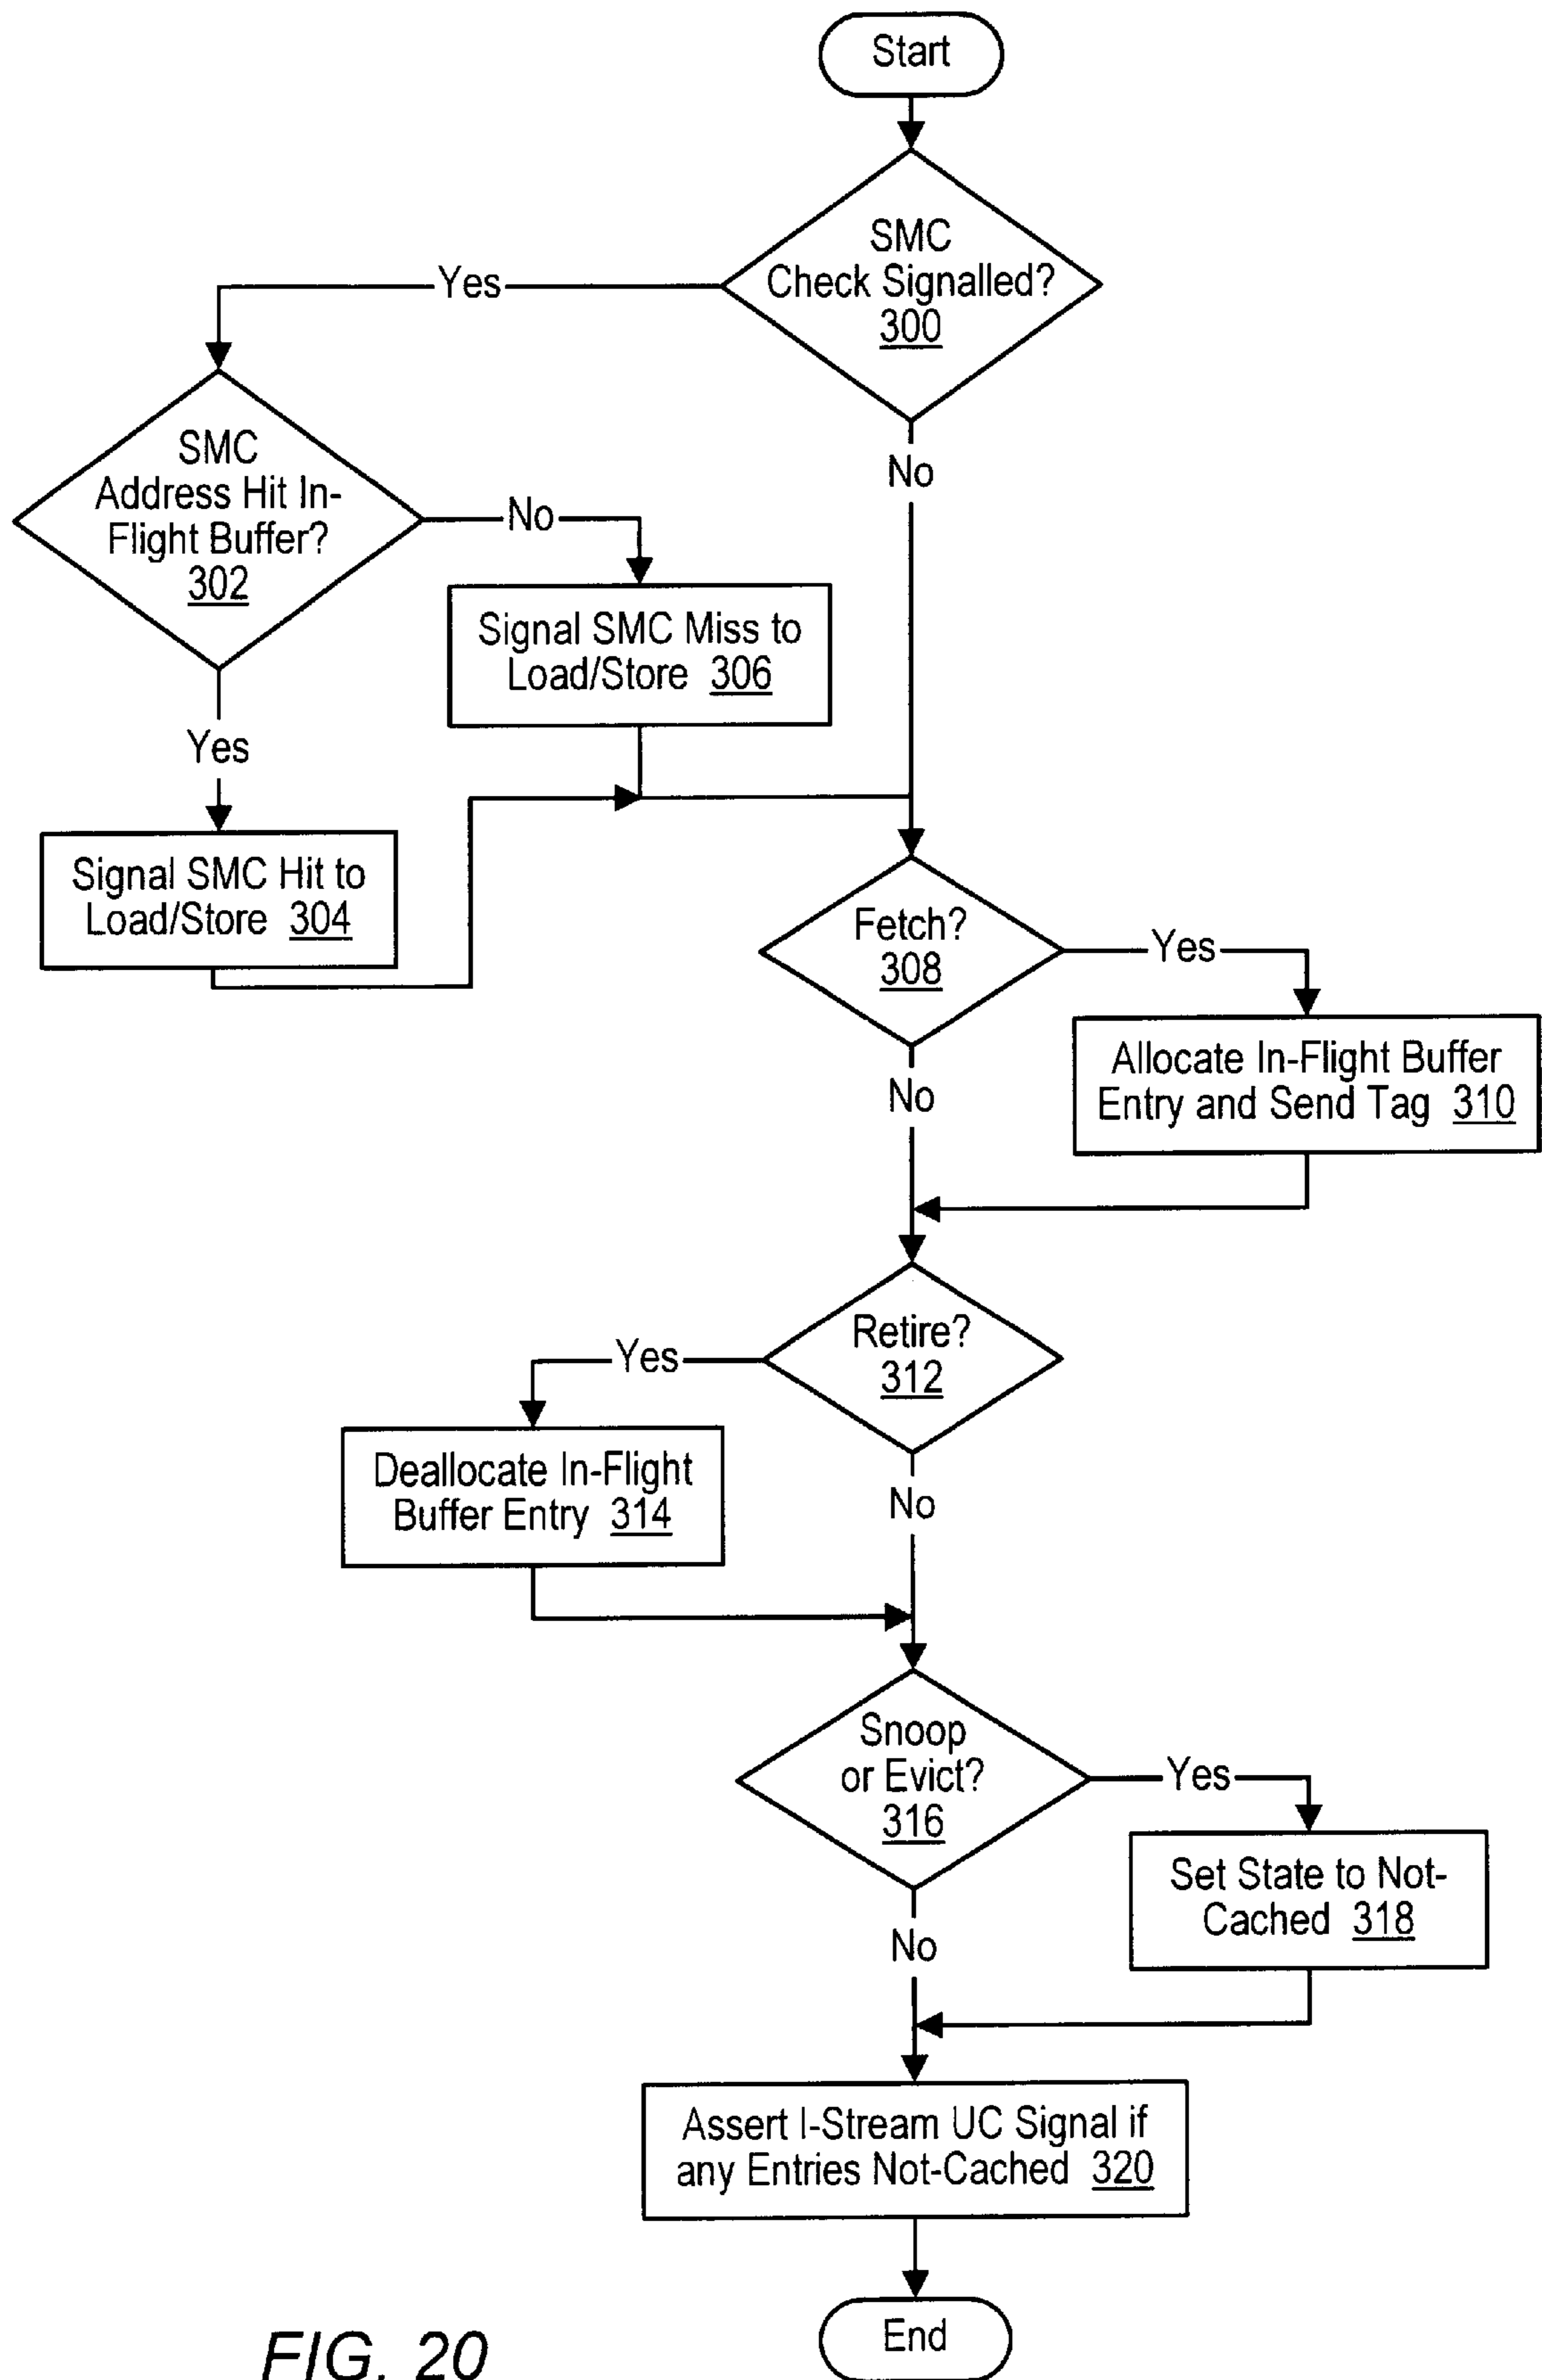 Start
SMC
Check Signalled?
300
Yes
No
SMC
Address Hit In-
Flight Buffer?
302
No
Signal SMC Miss to
Load/Store 306
Yes
Signal SMC Hit to
Load/Store 304
Fetch?
308
Yes
Allocate In-Flight Buffer
Entry and Send Tag 310
No
Retire?
312
Yes
Deallocate In-Flight
Buffer Entry 314
No
Snoop
or Evict?
316
Yes
Set State to Not-
Cached 318
No
Assert I-Stream UC Signal if
any Entries Not-Cached 320
End
FIG. 20